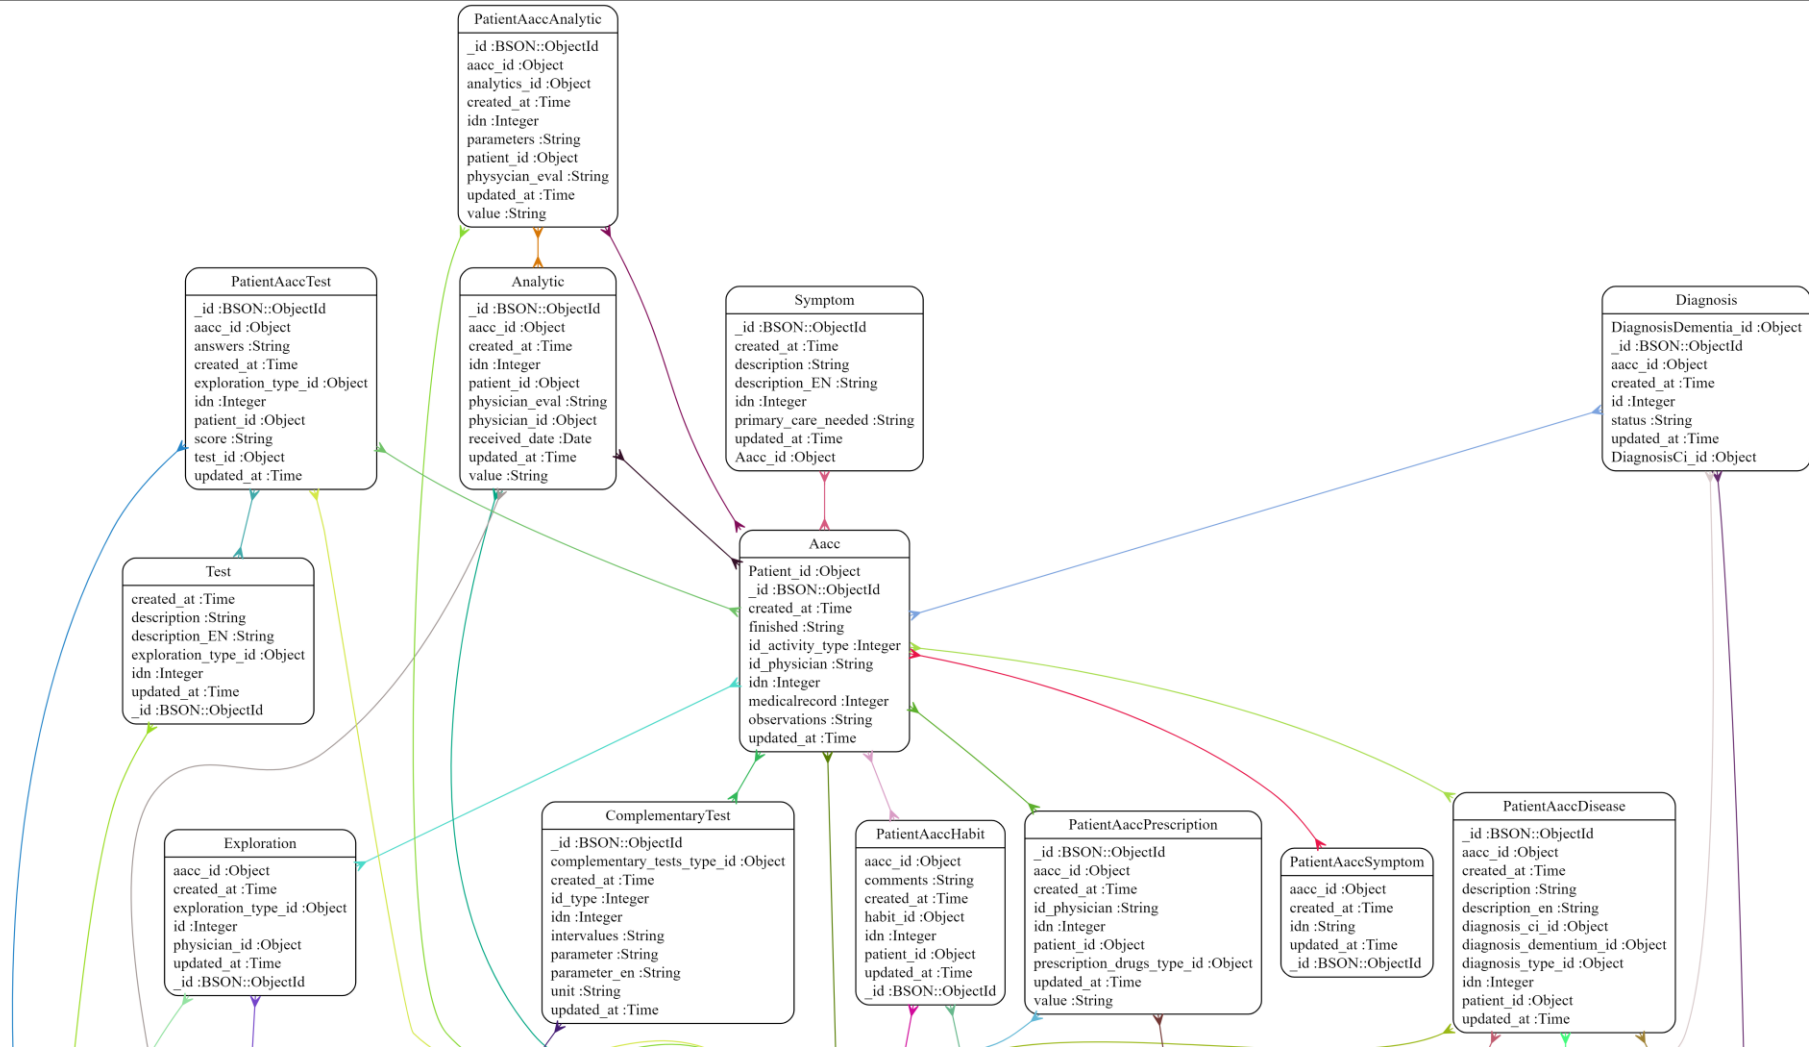 PatientAaccAnalytic
_id :BSON::ObjectId
aacc_id :Object
analytics_id :Object
created_at :Time
idn :Integer
parameters :String
patient_id :Object
physycian_eval :String
updated_at :Time
value :String
PatientAaccTest
_id :BSON::ObjectId
aacc_id :Object
answers :String
created_at :Time
exploration_type_id :Object
idn :Integer
patient_id :Object
score :String
test_id :Object
updated_at :Time
Analytic
_id :BSON::ObjectId
aacc_id :Object
created_at :Time
idn :Integer
patient_id :Object
physician_eval :String
physician_id :Object
received_date :Date
updated_at :Time
value :String
Symptom
_id :BSON::ObjectId
created_at :Time
description :String
description_EN :String
idn :Integer
primary_care_needed :String
updated_at :Time
Aacc_id :Object
Diagnosis
DiagnosisDementia_id :Object
_id :BSON::ObjectId
aacc_id :Object
created_at :Time
id :Integer
status :String
updated_at :Time
DiagnosisCi_id :Object
Test
created_at :Time
description :String
description_EN :String
exploration_type_id :Object
idn :Integer
updated_at :Time
_id :BSON::ObjectId
Aacc
Patient_id :Object
_id :BSON::ObjectId
created_at :Time
finished :String
id_activity_type :Integer
id_physician :String
idn :Integer
medicalrecord :Integer
observations :String
updated_at :Time
Exploration
aacc_id :Object
created_at :Time
exploration_type_id :Object
id :Integer
physician_id :Object
updated_at :Time
_id :BSON::ObjectId
ComplementaryTest
_id :BSON::ObjectId
complementary_tests_type_id :Object
created_at :Time
id_type :Integer
idn :Integer
intervalues :String
parameter :String
parameter_en :String
unit :String
updated_at :Time
PatientAaccHabit
aacc_id :Object
comments :String
created_at :Time
habit_id :Object
idn :Integer
patient_id :Object
updated_at :Time
_id :BSON::ObjectId
PatientAaccPrescription
_id :BSON::ObjectId
aacc_id :Object
created_at :Time
id_physician :String
idn :Integer
patient_id :Object
prescription_drugs_type_id :Object
updated_at :Time
value :String
PatientAaccSymptom
aacc_id :Object
created_at :Time
idn :String
updated_at :Time
_id :BSON::ObjectId
PatientAaccDisease
_id :BSON::ObjectId
aacc_id :Object
created_at :Time
description :String
description_en :String
diagnosis_ci_id :Object
diagnosis_dementium_id :Object
diagnosis_type_id :Object
idn :Integer
patient_id :Object
updated_at :Time